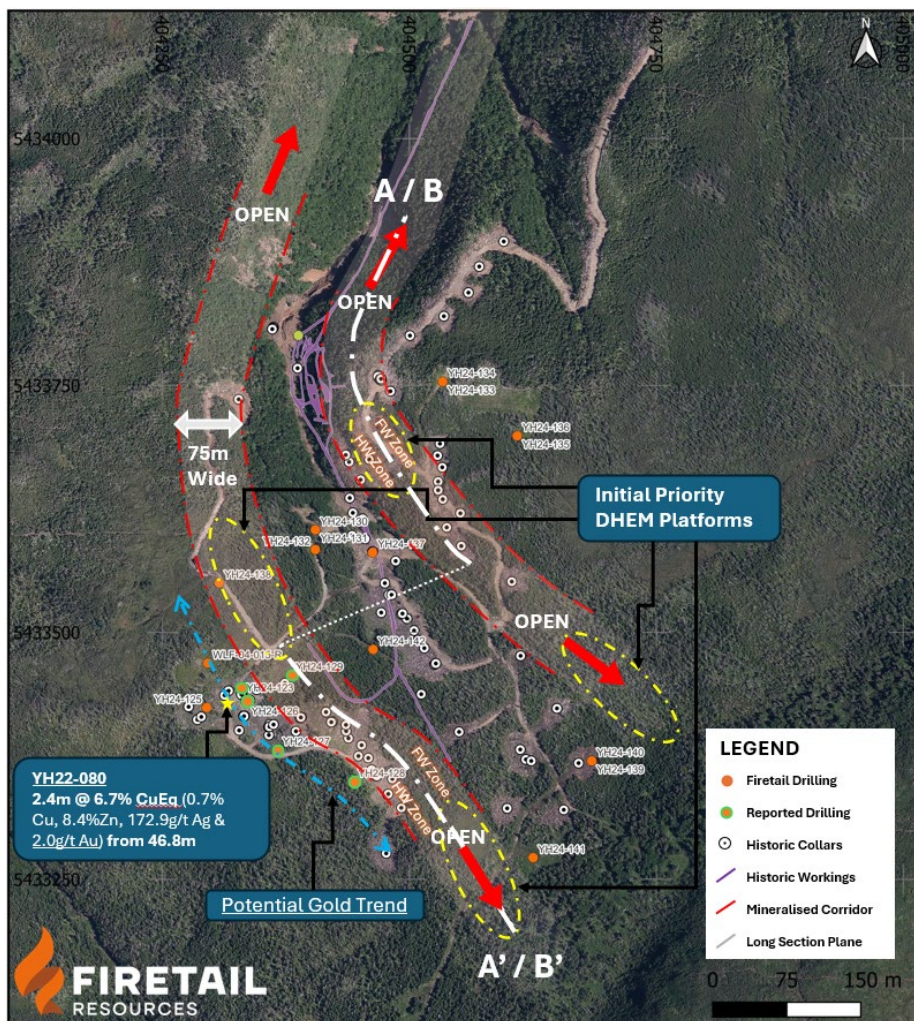 404250
404500
404750
405000
N
5434000
A / B
OPEN
OPEN
5433750
YH24-134
YH24-133
YH24-136
YH24-135
FW Zone
HW Zone
75m
Wide
Initial Priority
DHEM Platforms
YH24-130
YH24-131
YH24-132
YH24-137
YH24-138
5433500
OPEN
YH24-142
WLF-04-013-R
YH24-129
YH24-123
YH24-125
YH24-126
YH24-127
YH24-128
YH24-140
YH24-139
FW Zone
HW Zone
OPEN
YH24-141
YH22-080
2.4m @ 6.7% CuEq (0.7%
Cu, 8.4%Zn, 172.9g/t Ag &
2.0g/t Au) from 46.8m
5433250
Potential Gold Trend
A' / B'
LEGEND
Firetail Drilling
Reported Drilling
Historic Collars
Historic Workings
Mineralised Corridor
Long Section Plane
0 75 150 m
FIRETAIL
RESOURCES